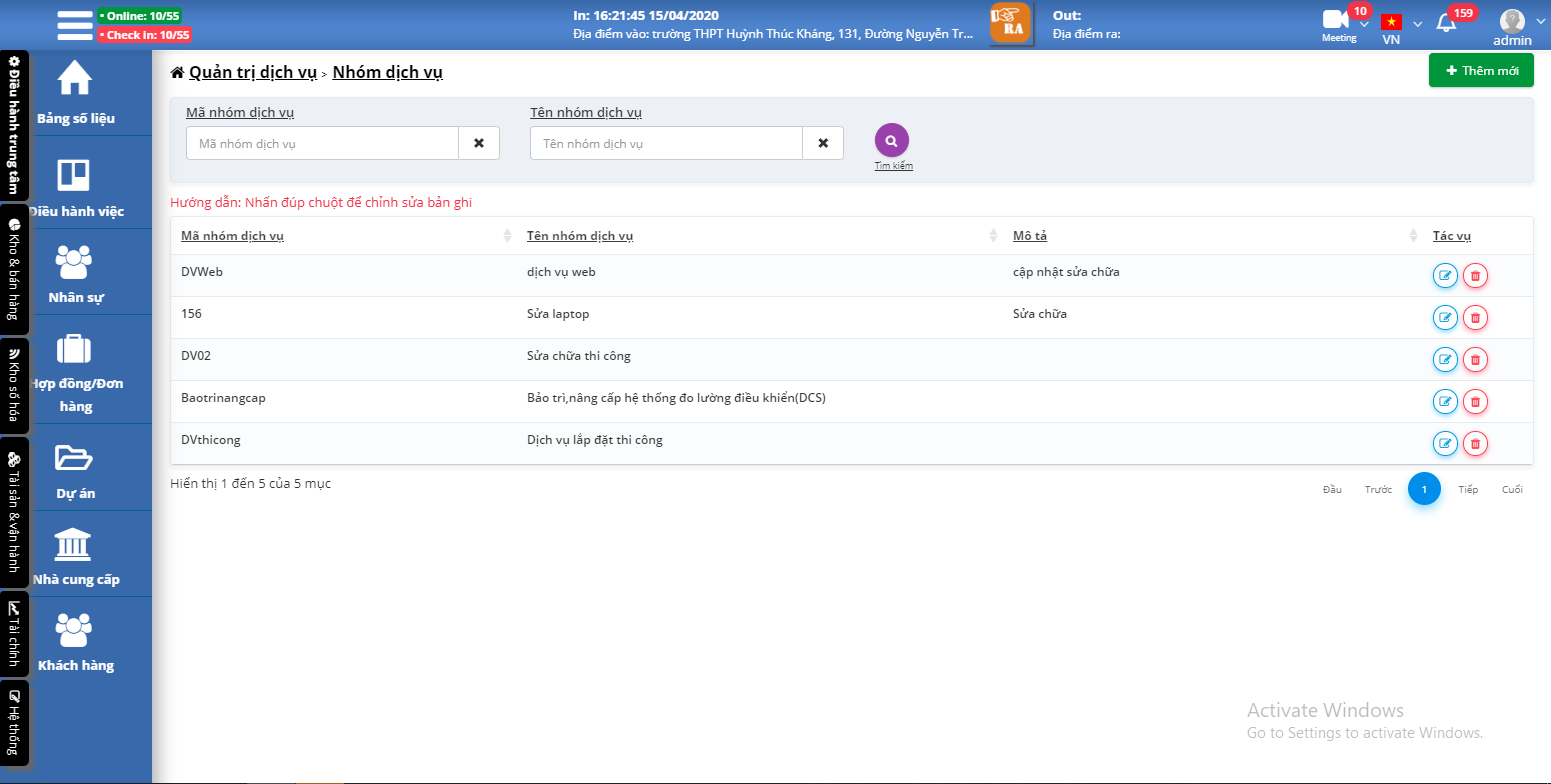 • Online: 10/55
• Check in: 10/55
In: 16:21:45 15/04/2020
Địa điểm vào: trường THPT Huỳnh Thúc Kháng, 131, Đường Nguyễn Tr...
RA
Out:
Địa điểm ra:
10
Meeting
VN
159
admin
Điều hành trung tâm
Kho & bán hàng
Kho số hóa
Tài sản & vận hành
Tài chính
Hệ thống
Bảng số liệu
Điều hành việc
Nhân sự
Hợp đồng/Đơn
hàng
Dự án
Nhà cung cấp
Khách hàng
Quản trị dịch vụ > Nhóm dịch vụ
Thêm mới
Mã nhóm dịch vụ
Tên nhóm dịch vụ
Mã nhóm dịch vụ
Tên nhóm dịch vụ
Tìm kiếm
Hướng dẫn: Nhấn đúp chuột để chỉnh sửa bản ghi
Mã nhóm dịch vụ Tên nhóm dịch vụ Mô tả Tác vụ
DVWeb dịch vụ web cập nhật sửa chữa
156 Sửa laptop Sửa chữa
DV02 Sửa chữa thi công
Baotrinangcap Bảo trì,nâng cấp hệ thống đo lường điều khiển(DCS)
DVthicong Dịch vụ lắp đặt thi công
Hiển thị 1 đến 5 của 5 mục
Đầu Trước 1 Tiếp Cuối
Activate Windows
Go to Settings to activate Windows.